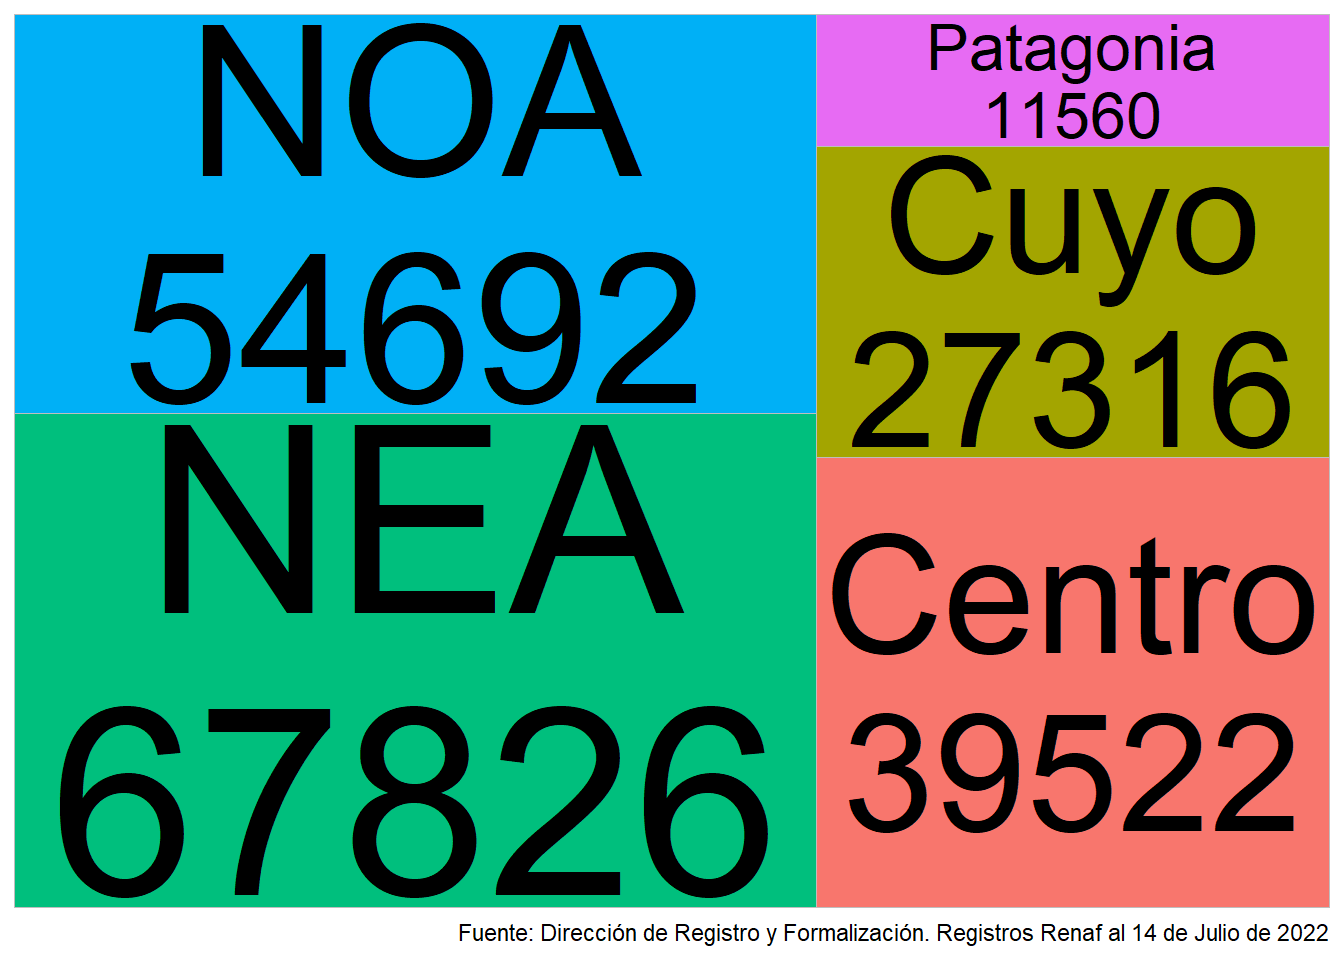 NOA
54692
NEA
67826
Patagonia
11560
Cuyo
27316
Centro
39522
Fuente: Dirección de Registro y Formalización. Registros Renaf al 14 de Julio de 2022